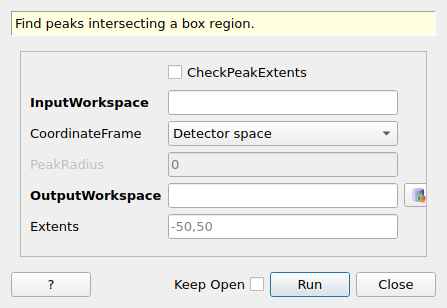 Find peaks intersecting a box region.
CheckPeakExtents
InputWorkspace
CoordinateFrame Detector space
PeakRadius 0
OutputWorkspace
Extents -50,50
? Keep Open Run Close